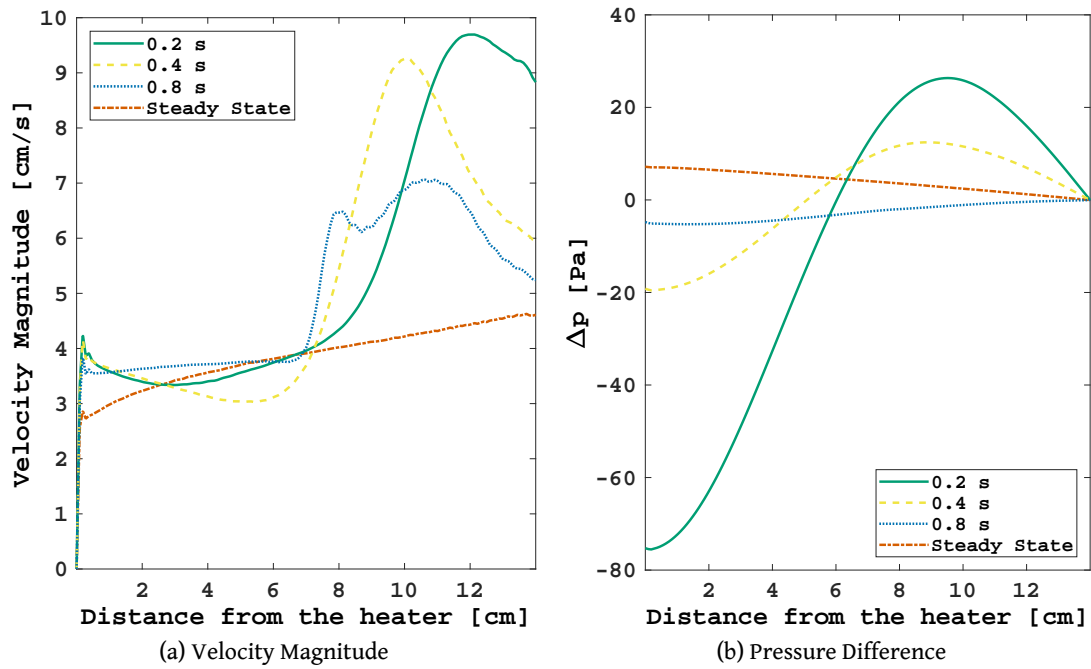 10
9
8
7
6
5
4
3
2
1
0
Velocity Magnitude [cm/s]
0.2 s
0.4 s
0.8 s
Steady State
2
4
6
8
10
12
Distance from the heater [cm]
(a) Velocity Magnitude
40
20
0
-20
-40
-60
-80
Δp [Pa]
0.2 s
0.4 s
0.8 s
Steady State
2
4
6
8
10
12
Distance from the heater [cm]
(b) Pressure Difference